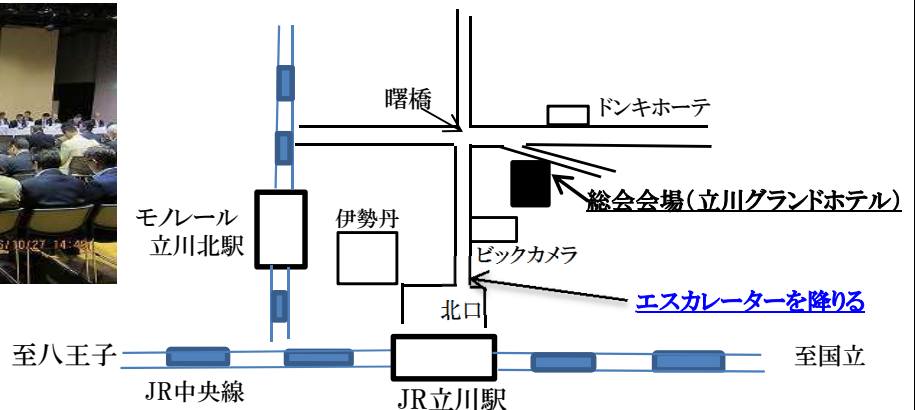 曙橋
ドンキホーテ
総会会場(立川グランドホテル)
モノレール
立川北駅
伊勢丹
ビックカメラ
エスカレーターを降りる
北口
至八王子
至国立
JR中央線
JR立川駅